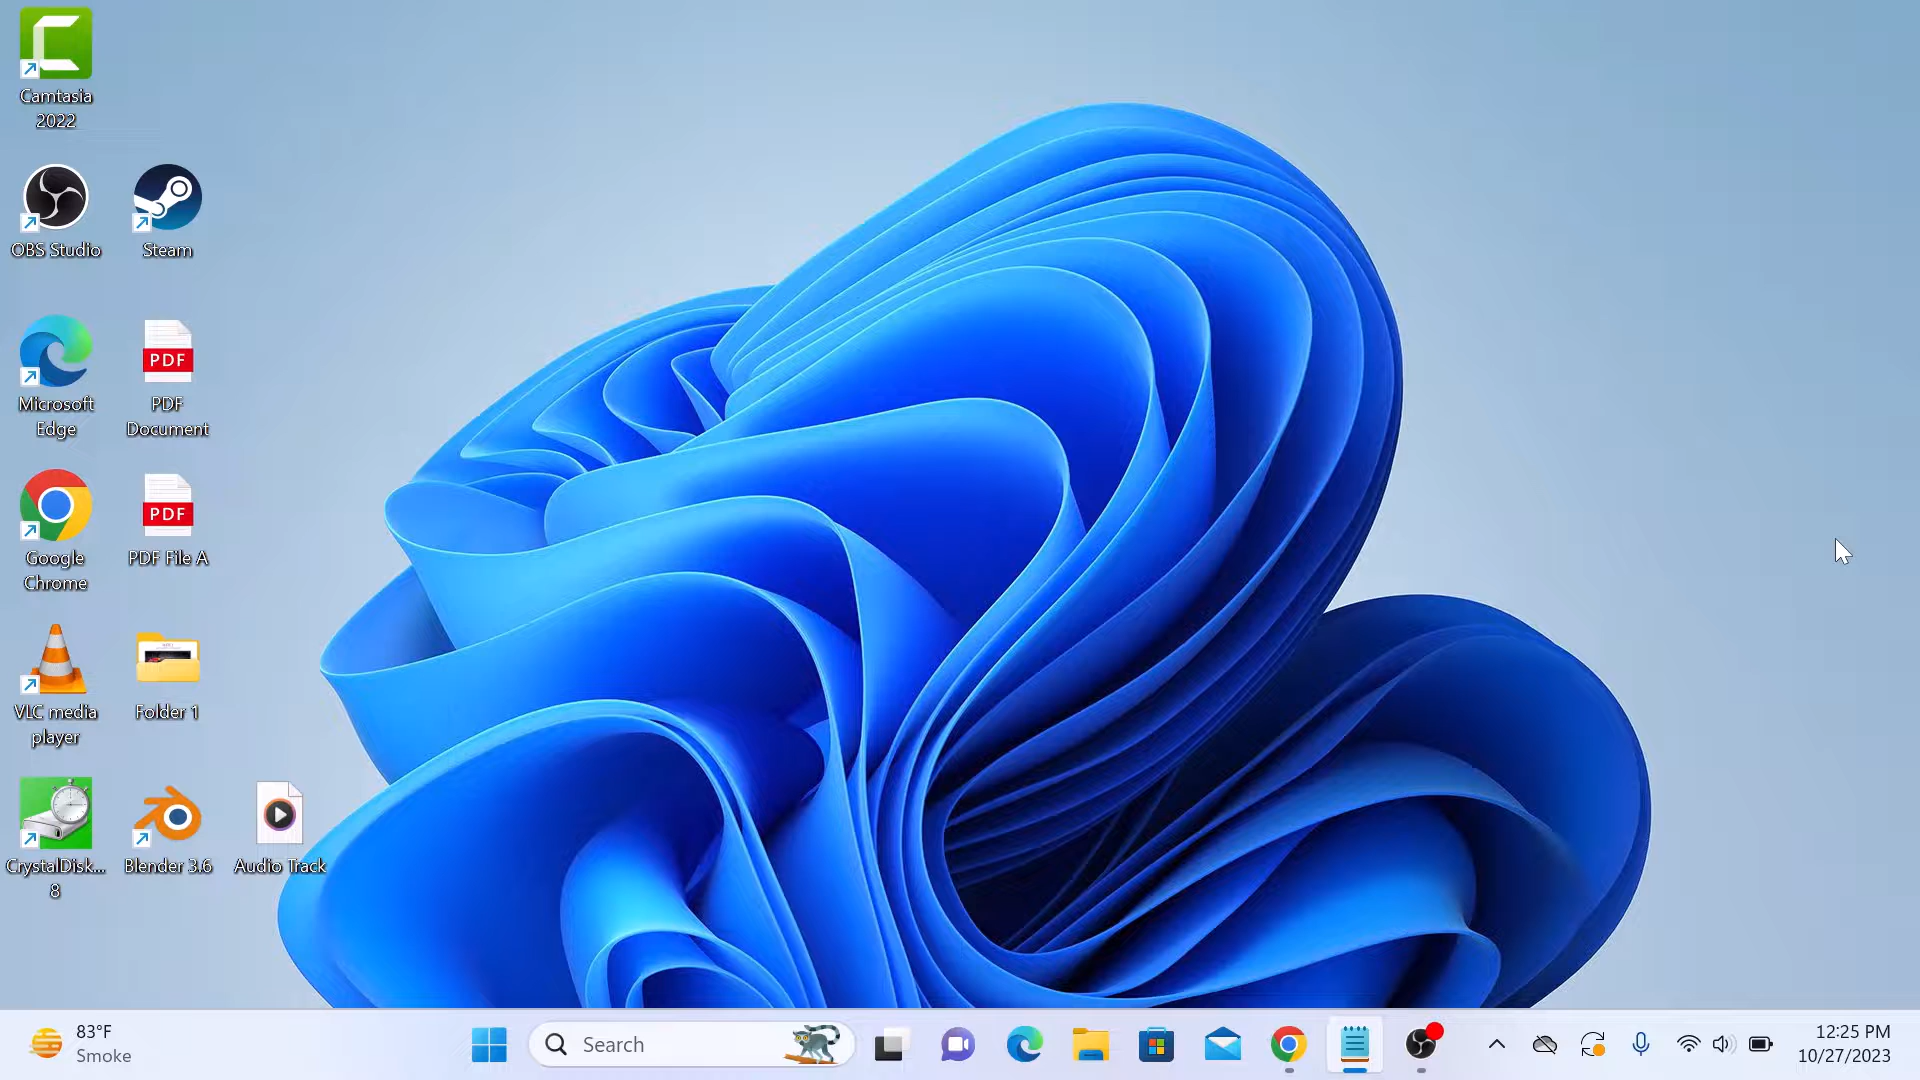 Camtasia
2022
OBS Studio
Steam
Microsoft
Edge
PDF
PDF
Document
Google
Chrome
PDF
PDF File A
VLC media
player
Folder 1
CrystalDisk...
8
Blender 3.6
Audio Track
83°F
Smoke
Search
12:25 PM
10/27/2023